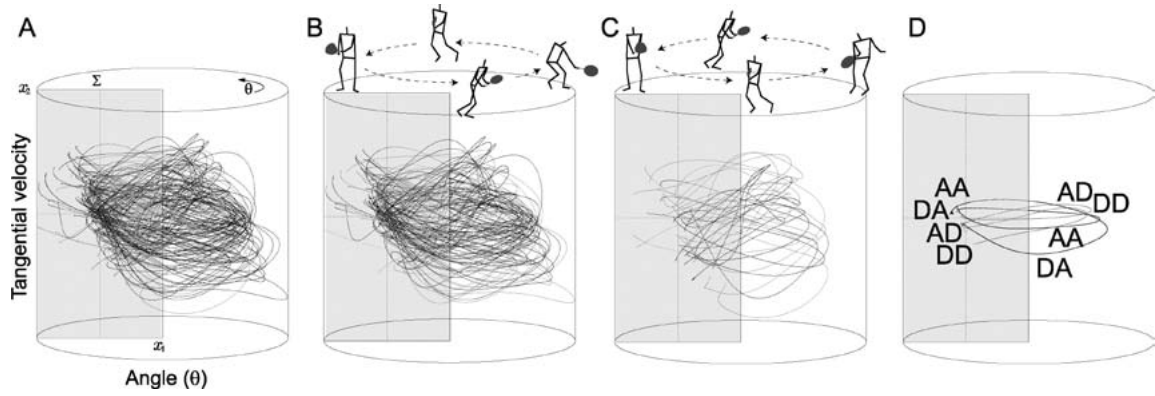 A
B
C
D
x₂
Σ
θ
Tangential velocity
x₁
Angle (θ)
AA
DA
AD
DD
AD
DD
AA
DA